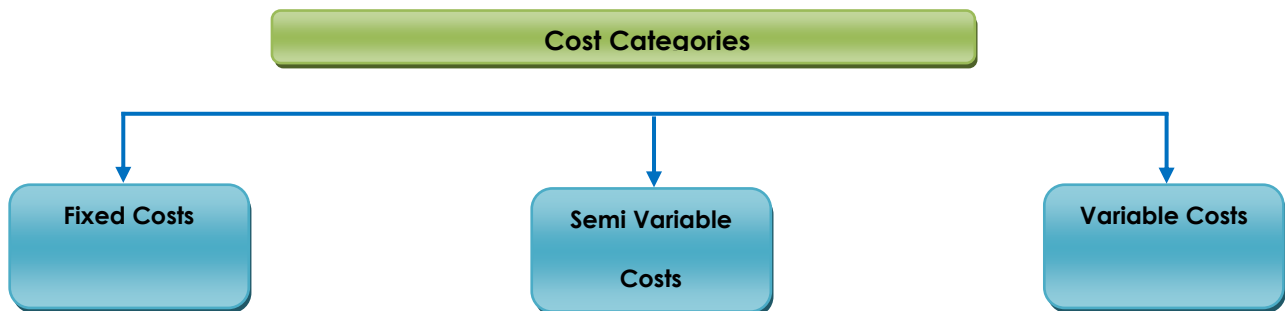 Cost Categories
Fixed Costs
Semi Variable
Costs
Variable Costs